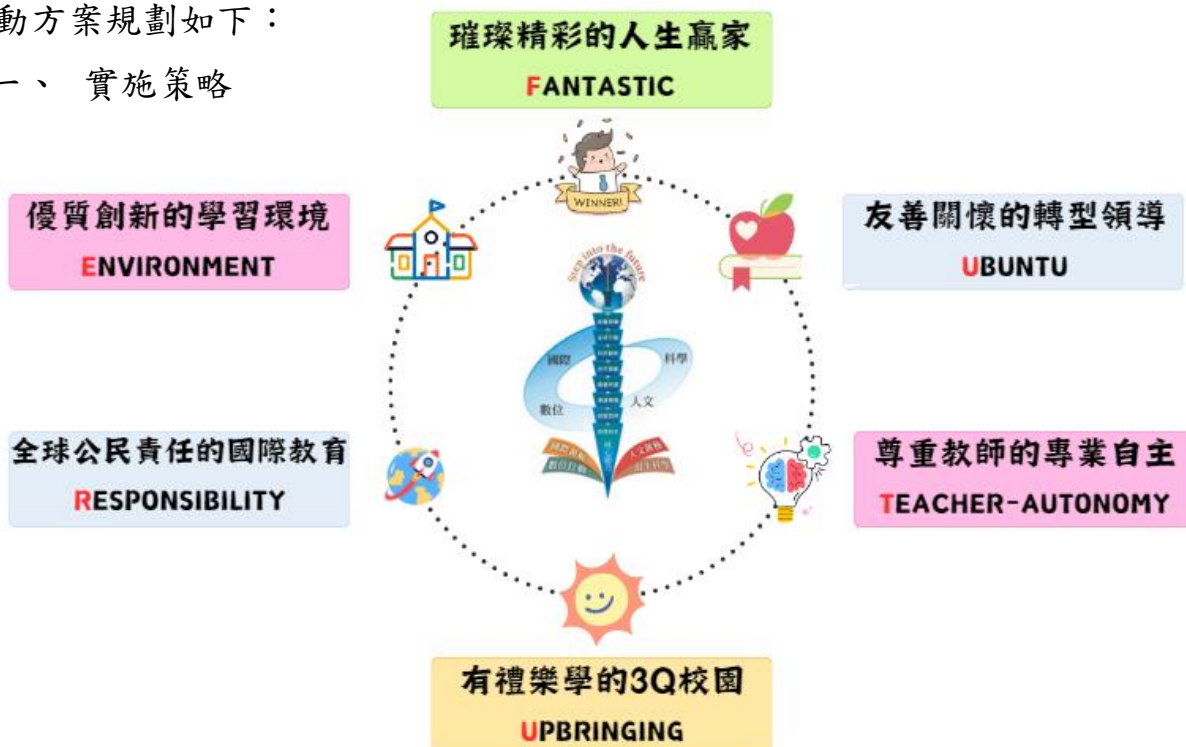 動方案規劃如下：
一、 實施策略
璀璨精彩的人生贏家
FANTASTIC
WINNER!
優質創新的學習環境
ENVIRONMENT
友善關懷的轉型領導
UBUNTU
Step into the future
國際
科學
數位
人文
全球公民責任的國際教育
RESPONSIBILITY
尊重教師的專業自主
TEACHER-AUTONOMY
有禮樂學的3Q校園
UPBRINGING